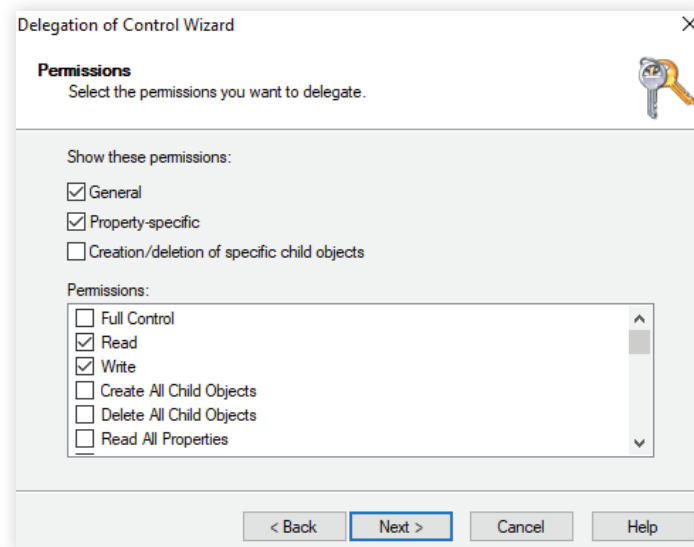 Delegation of Control Wizard
Permissions
Select the permissions you want to delegate.
Show these permissions:
General
Property-specific
Creation/deletion of specific child objects
Permissions:
Full Control
Read
Write
Create All Child Objects
Delete All Child Objects
Read All Properties
< Back Next > Cancel Help